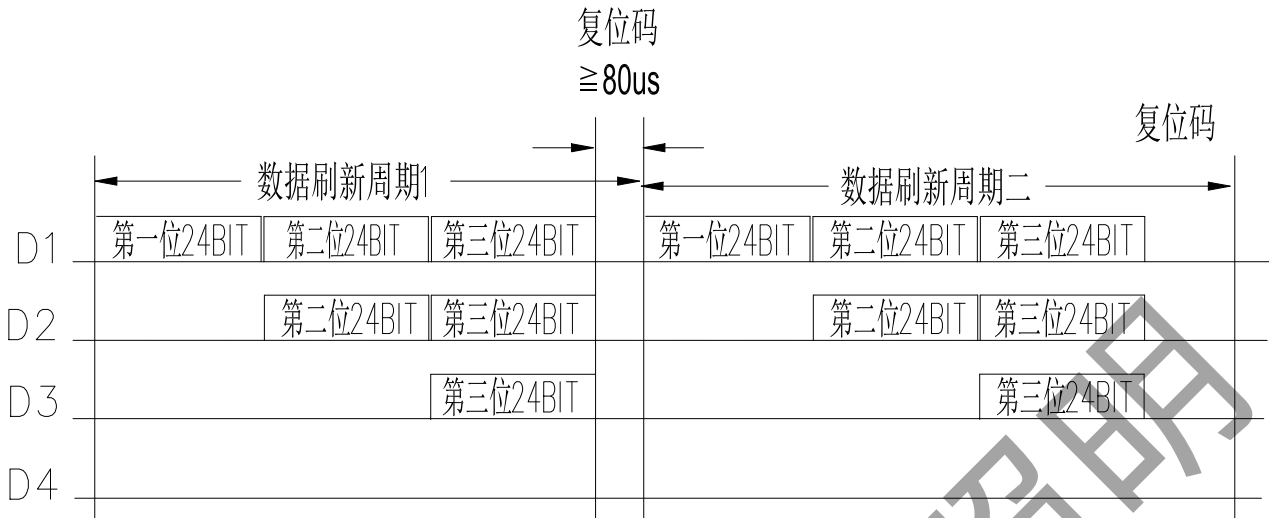 复位码
≧80us
复位码
数据刷新周期1
数据刷新周期二
D1 第一位24BIT 第二位24BIT 第三位24BIT 第一位24BIT 第二位24BIT 第三位24BIT
D2 第二位24BIT 第三位24BIT 第二位24BIT 第三位24BIT
D3 第三位24BIT 第三位24BIT
D4
照明